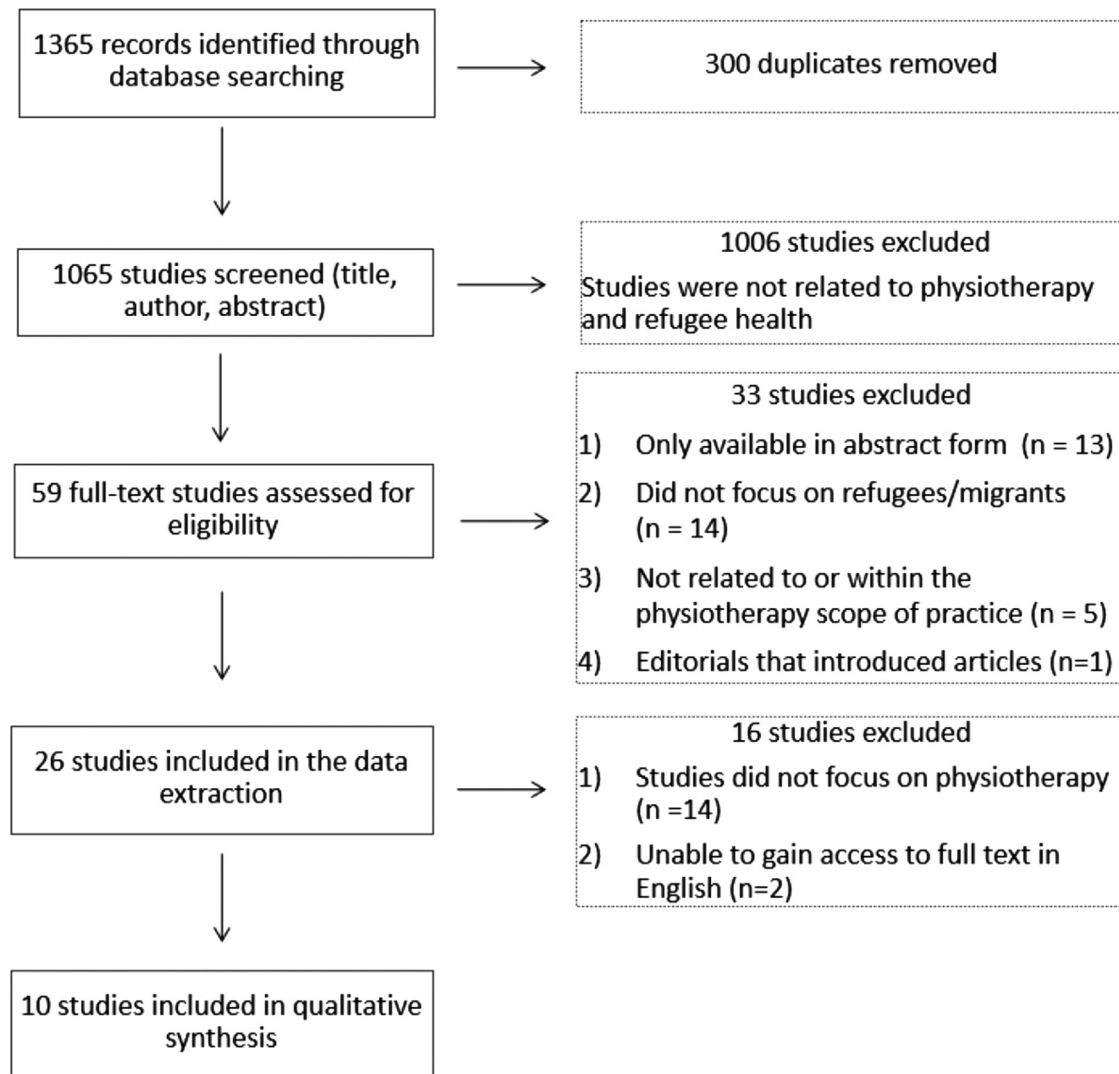 1365 records identified through
database searching
300 duplicates removed
1065 studies screened (title,
author, abstract)
1006 studies excluded
Studies were not related to physiotherapy
and refugee health
59 full-text studies assessed for
eligibility
33 studies excluded
1) Only available in abstract form (n = 13)
2) Did not focus on refugees/migrants
(n = 14)
3) Not related to or within the
physiotherapy scope of practice (n = 5)
4) Editorials that introduced articles (n=1)
26 studies included in the data
extraction
16 studies excluded
1) Studies did not focus on physiotherapy
(n =14)
2) Unable to gain access to full text in
English (n=2)
10 studies included in qualitative
synthesis